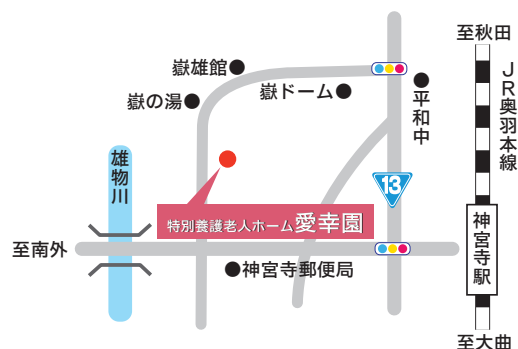 至秋田
嶽雄館
嶽の湯
嶽ドーム
平和中
JR奥羽本線
雄物川
13
特別養護老人ホーム 愛幸園
至南外
神宮寺郵便局
神宮寺駅
至大曲